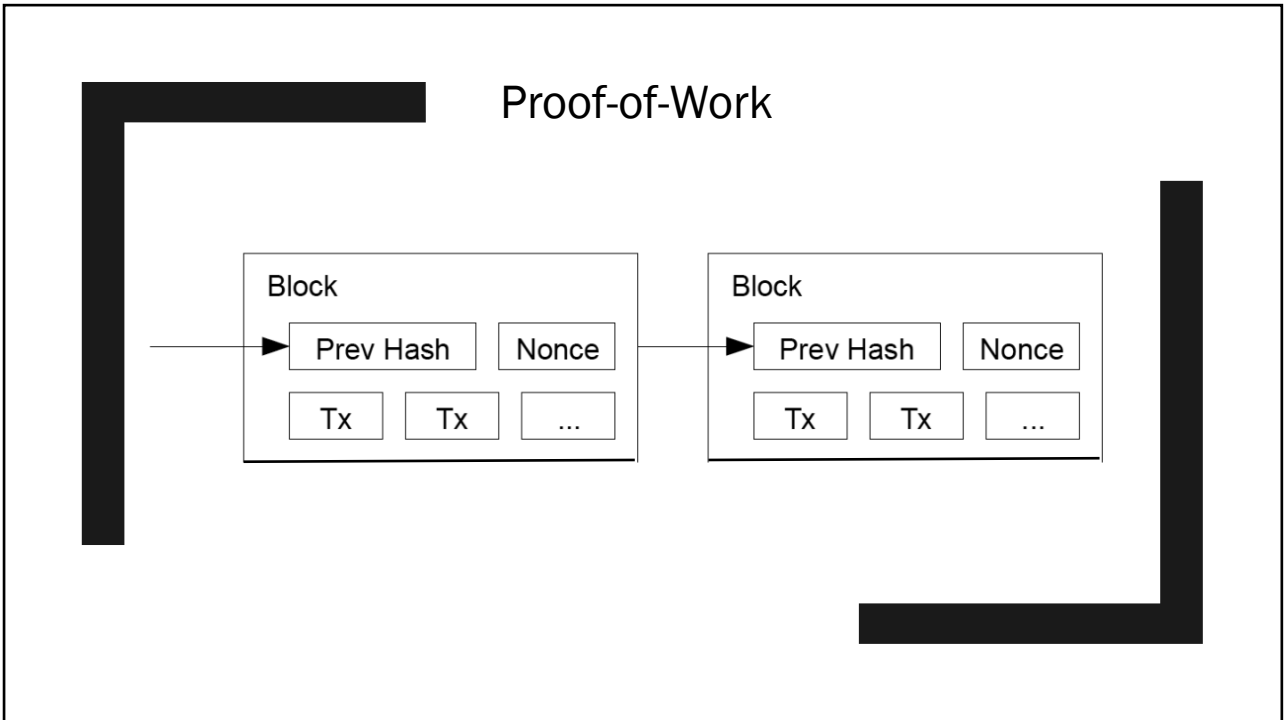 Proof-of-Work
Block
Prev Hash Nonce
Tx Tx ...
Block
Prev Hash Nonce
Tx Tx ...